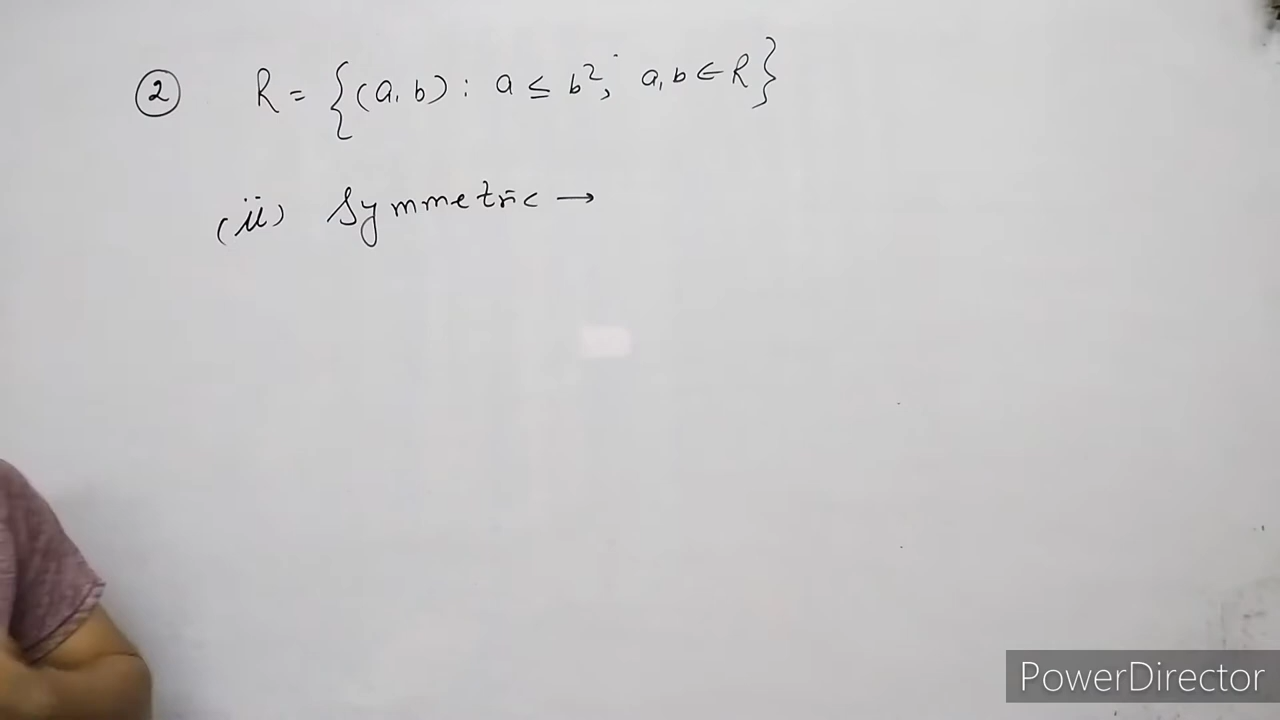 ② R = {(a, b) : a ≤ b², a, b ∈ R}
(ii) Symmetric →
PowerDirector